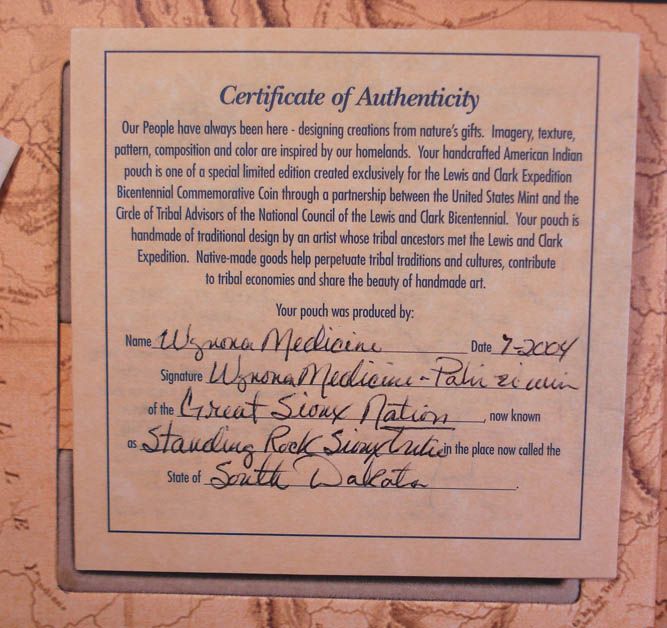 Certificate of Authenticity
Our People have always been here - designing creations from nature's gifts. Imagery, texture,
pattern, composition and color are inspired by our homelands. Your handcrafted American Indian
pouch is one of a special limited edition created exclusively for the Lewis and Clark Expedition
Bicentennial Commemorative Coin through a partnership between the United States Mint and the
Circle of Tribal Advisors of the National Council of the Lewis and Clark Bicentennial. Your pouch is
handmade of traditional design by an artist whose tribal ancestors met the Lewis and Clark
Expedition. Native-made goods help perpetuate tribal traditions and cultures, contribute
to tribal economies and share the beauty of handmade art.
Your pouch was produced by:
Name Wynona Medicine Date 7-2004
Signature Wynona Medicine-
of the Great Sioux Nation, now known
as Standing Rock Sioux Tribe in the place now called the
State of South Dakota.